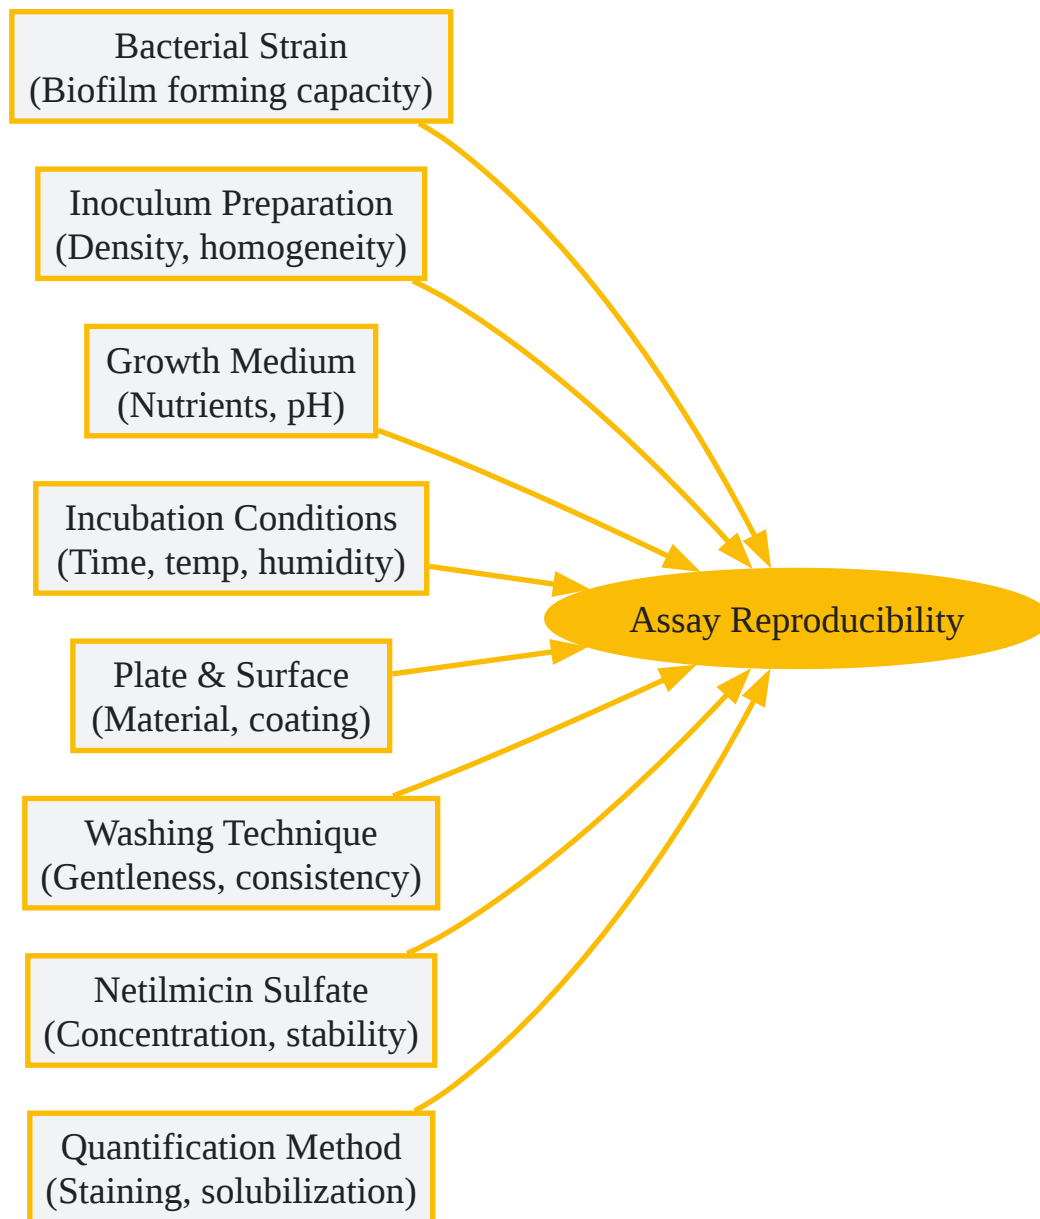 Bacterial Strain
(Biofilm forming capacity)
Inoculum Preparation
(Density, homogeneity)
Growth Medium
(Nutrients, pH)
Incubation Conditions
(Time, temp, humidity)
Assay Reproducibility
Plate & Surface
(Material, coating)
Washing Technique
(Gentleness, consistency)
Netilmicin Sulfate
(Concentration, stability)
Quantification Method
(Staining, solubilization)